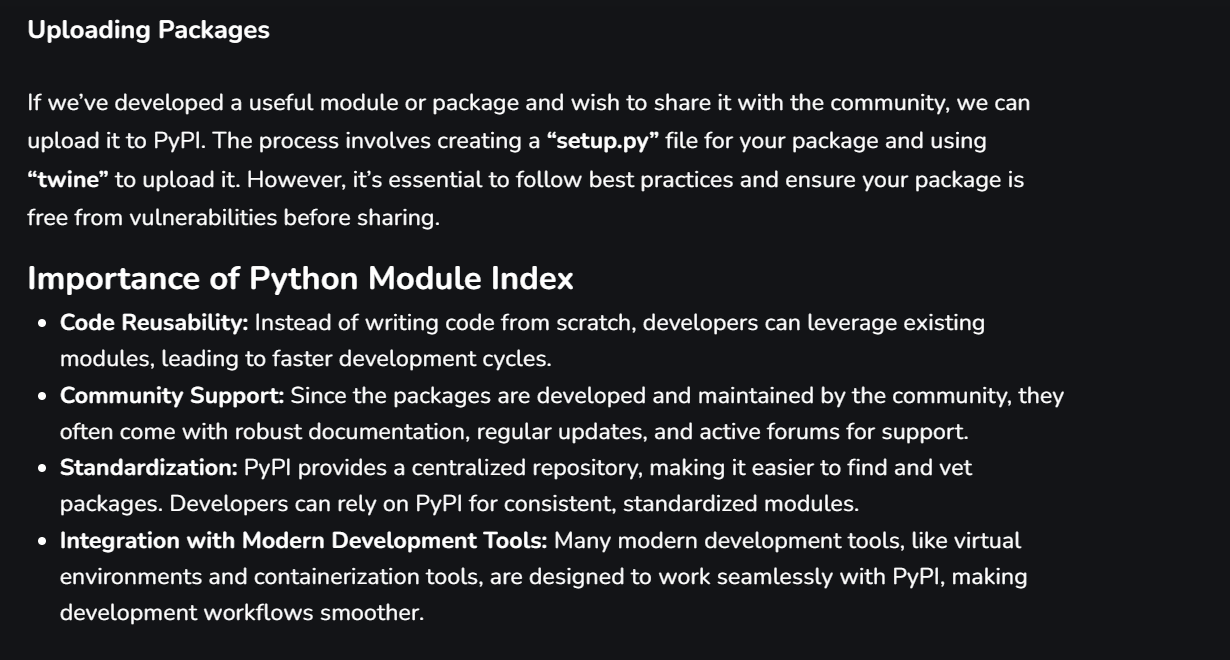 Uploading Packages
If we’ve developed a useful module or package and wish to share it with the community, we can
upload it to PyPI. The process involves creating a “setup.py” file for your package and using
“twine” to upload it. However, it’s essential to follow best practices and ensure your package is
free from vulnerabilities before sharing.
Importance of Python Module Index
• Code Reusability: Instead of writing code from scratch, developers can leverage existing
modules, leading to faster development cycles.
• Community Support: Since the packages are developed and maintained by the community, they
often come with robust documentation, regular updates, and active forums for support.
• Standardization: PyPI provides a centralized repository, making it easier to find and vet
packages. Developers can rely on PyPI for consistent, standardized modules.
• Integration with Modern Development Tools: Many modern development tools, like virtual
environments and containerization tools, are designed to work seamlessly with PyPI, making
development workflows smoother.